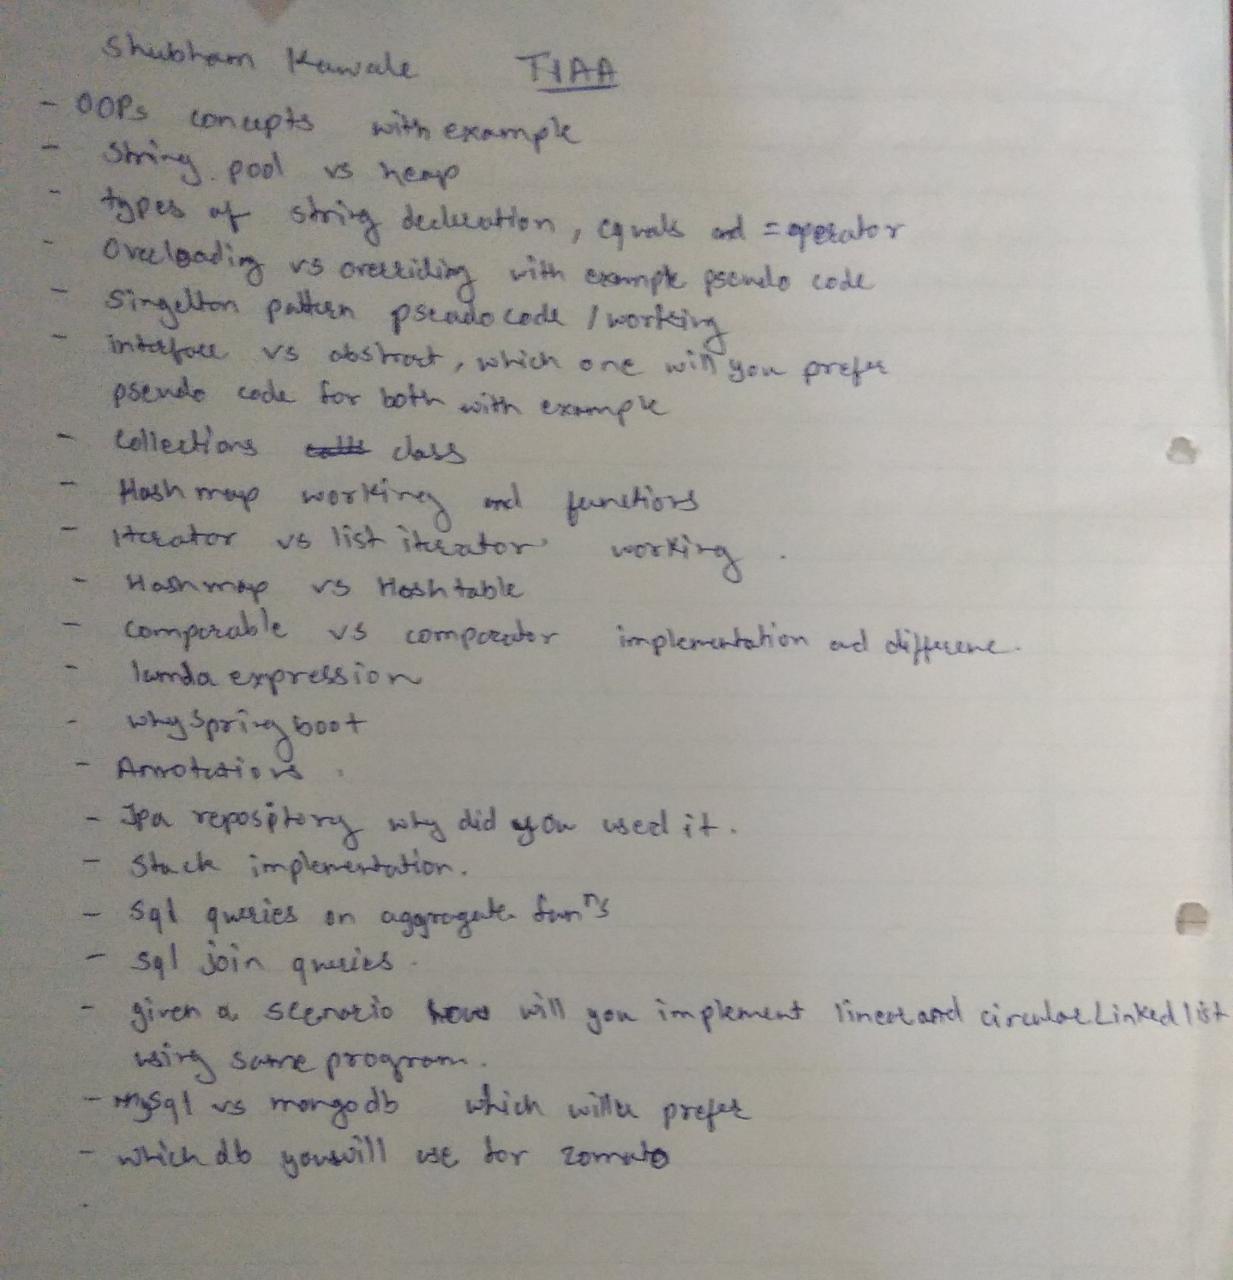 Shubham Kawale TIAA
- OOPs concepts with example
- String pool vs heap
- types of string decleration, equals and = operator
- Overloading vs overriding with example pseudo code
- Singelton pattern pseudo code / working
- interface vs abstract, which one will you prefer
pseudo code for both with example
- Collections class
- Hashmap working and functions
- Iterator vs list iterator working.
- Hashmap vs Hashtable
- comparable vs comparator implementation and difference.
- lamda expression
- why spring boot
- Annotations.
- Jpa repository why did you used it.
- Stack implementation.
- Sql queries on aggregate funⁿs
- Sql join queries.
- given a scenario how will you implement linear and circular Linked list
using same program.
- mySql vs mongodb which will u prefer
- which db you will use for zomato